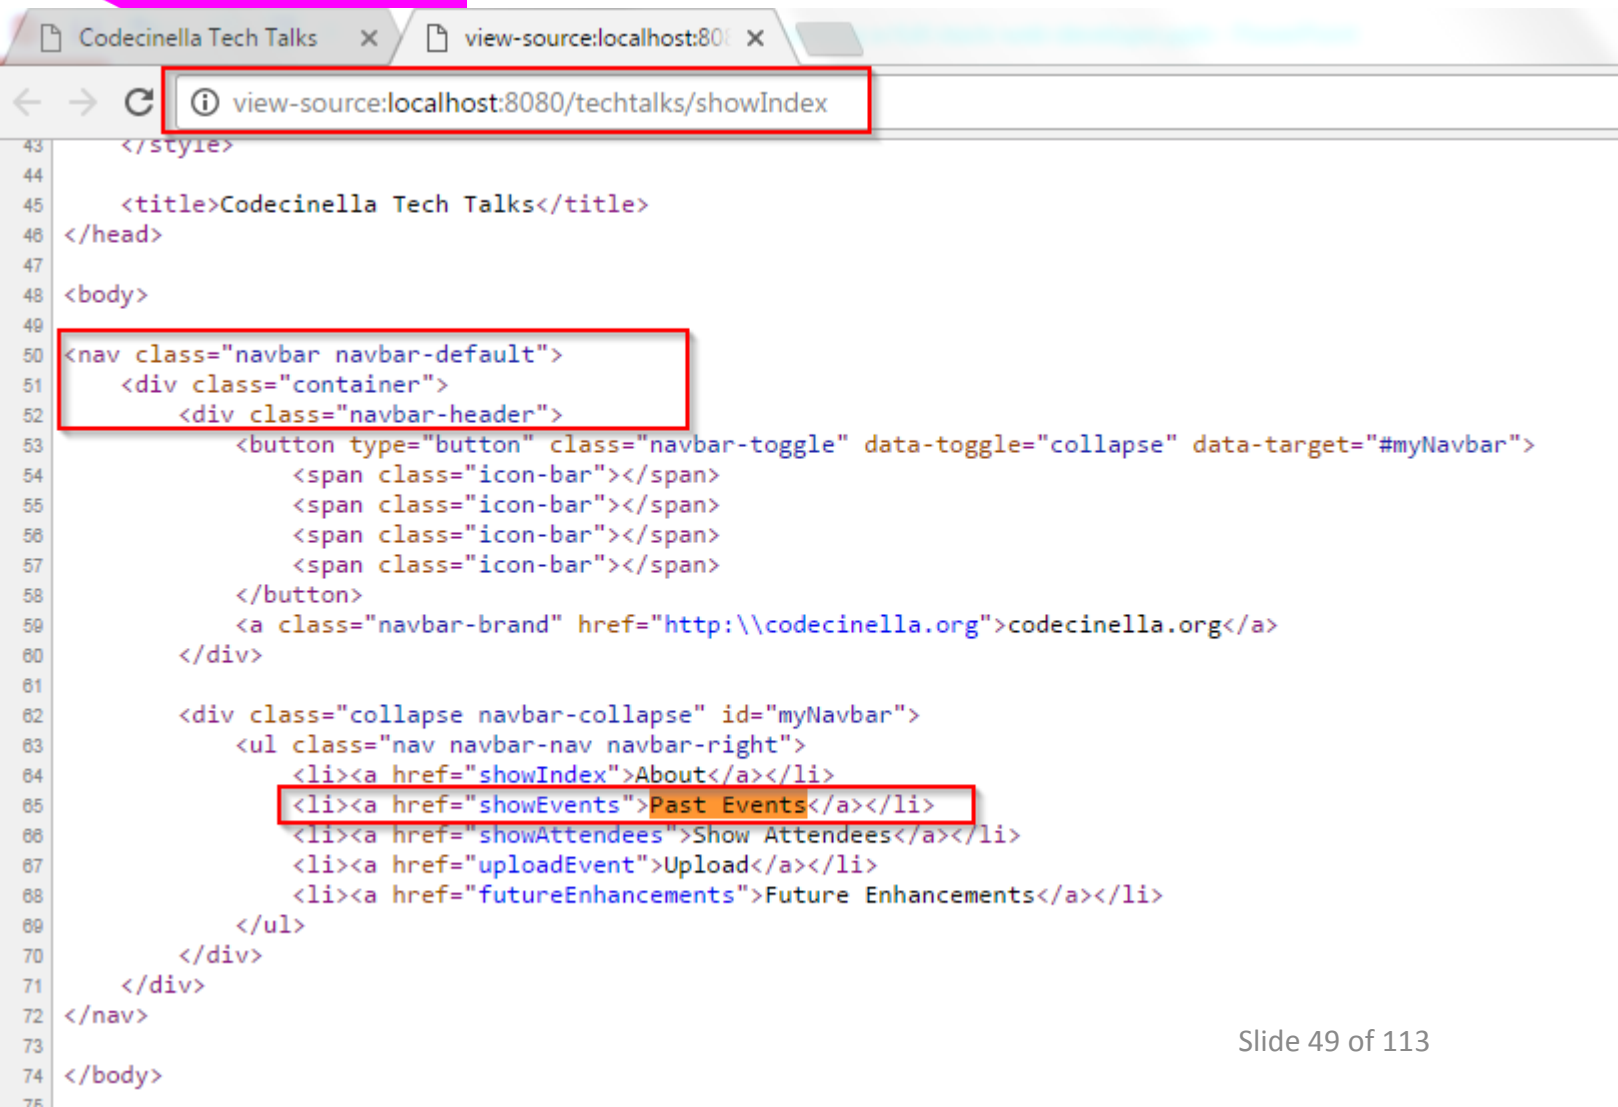 Codecinella Tech Talks
view-source:localhost:808
view-source:localhost:8080/techtalks/showIndex
43 </style>
44
45 <title>Codecinella Tech Talks</title>
46 </head>
47
48 <body>
49
50 <nav class="navbar navbar-default">
51 <div class="container">
52 <div class="navbar-header">
53 <button type="button" class="navbar-toggle" data-toggle="collapse" data-target="#myNavbar">
54 <span class="icon-bar"></span>
55 <span class="icon-bar"></span>
56 <span class="icon-bar"></span>
57 <span class="icon-bar"></span>
58 </button>
59 <a class="navbar-brand" href="http:\\codecinella.org">codecinella.org</a>
60 </div>
61
62 <div class="collapse navbar-collapse" id="myNavbar">
63 <ul class="nav navbar-nav navbar-right">
64 <li><a href="showIndex">About</a></li>
65 <li><a href="showEvents">Past Events</a></li>
66 <li><a href="showAttendees">Show Attendees</a></li>
67 <li><a href="uploadEvent">Upload</a></li>
68 <li><a href="futureEnhancements">Future Enhancements</a></li>
69 </ul>
70 </div>
71 </div>
72 </nav>
73
Slide 49 of 113
74 </body>
75